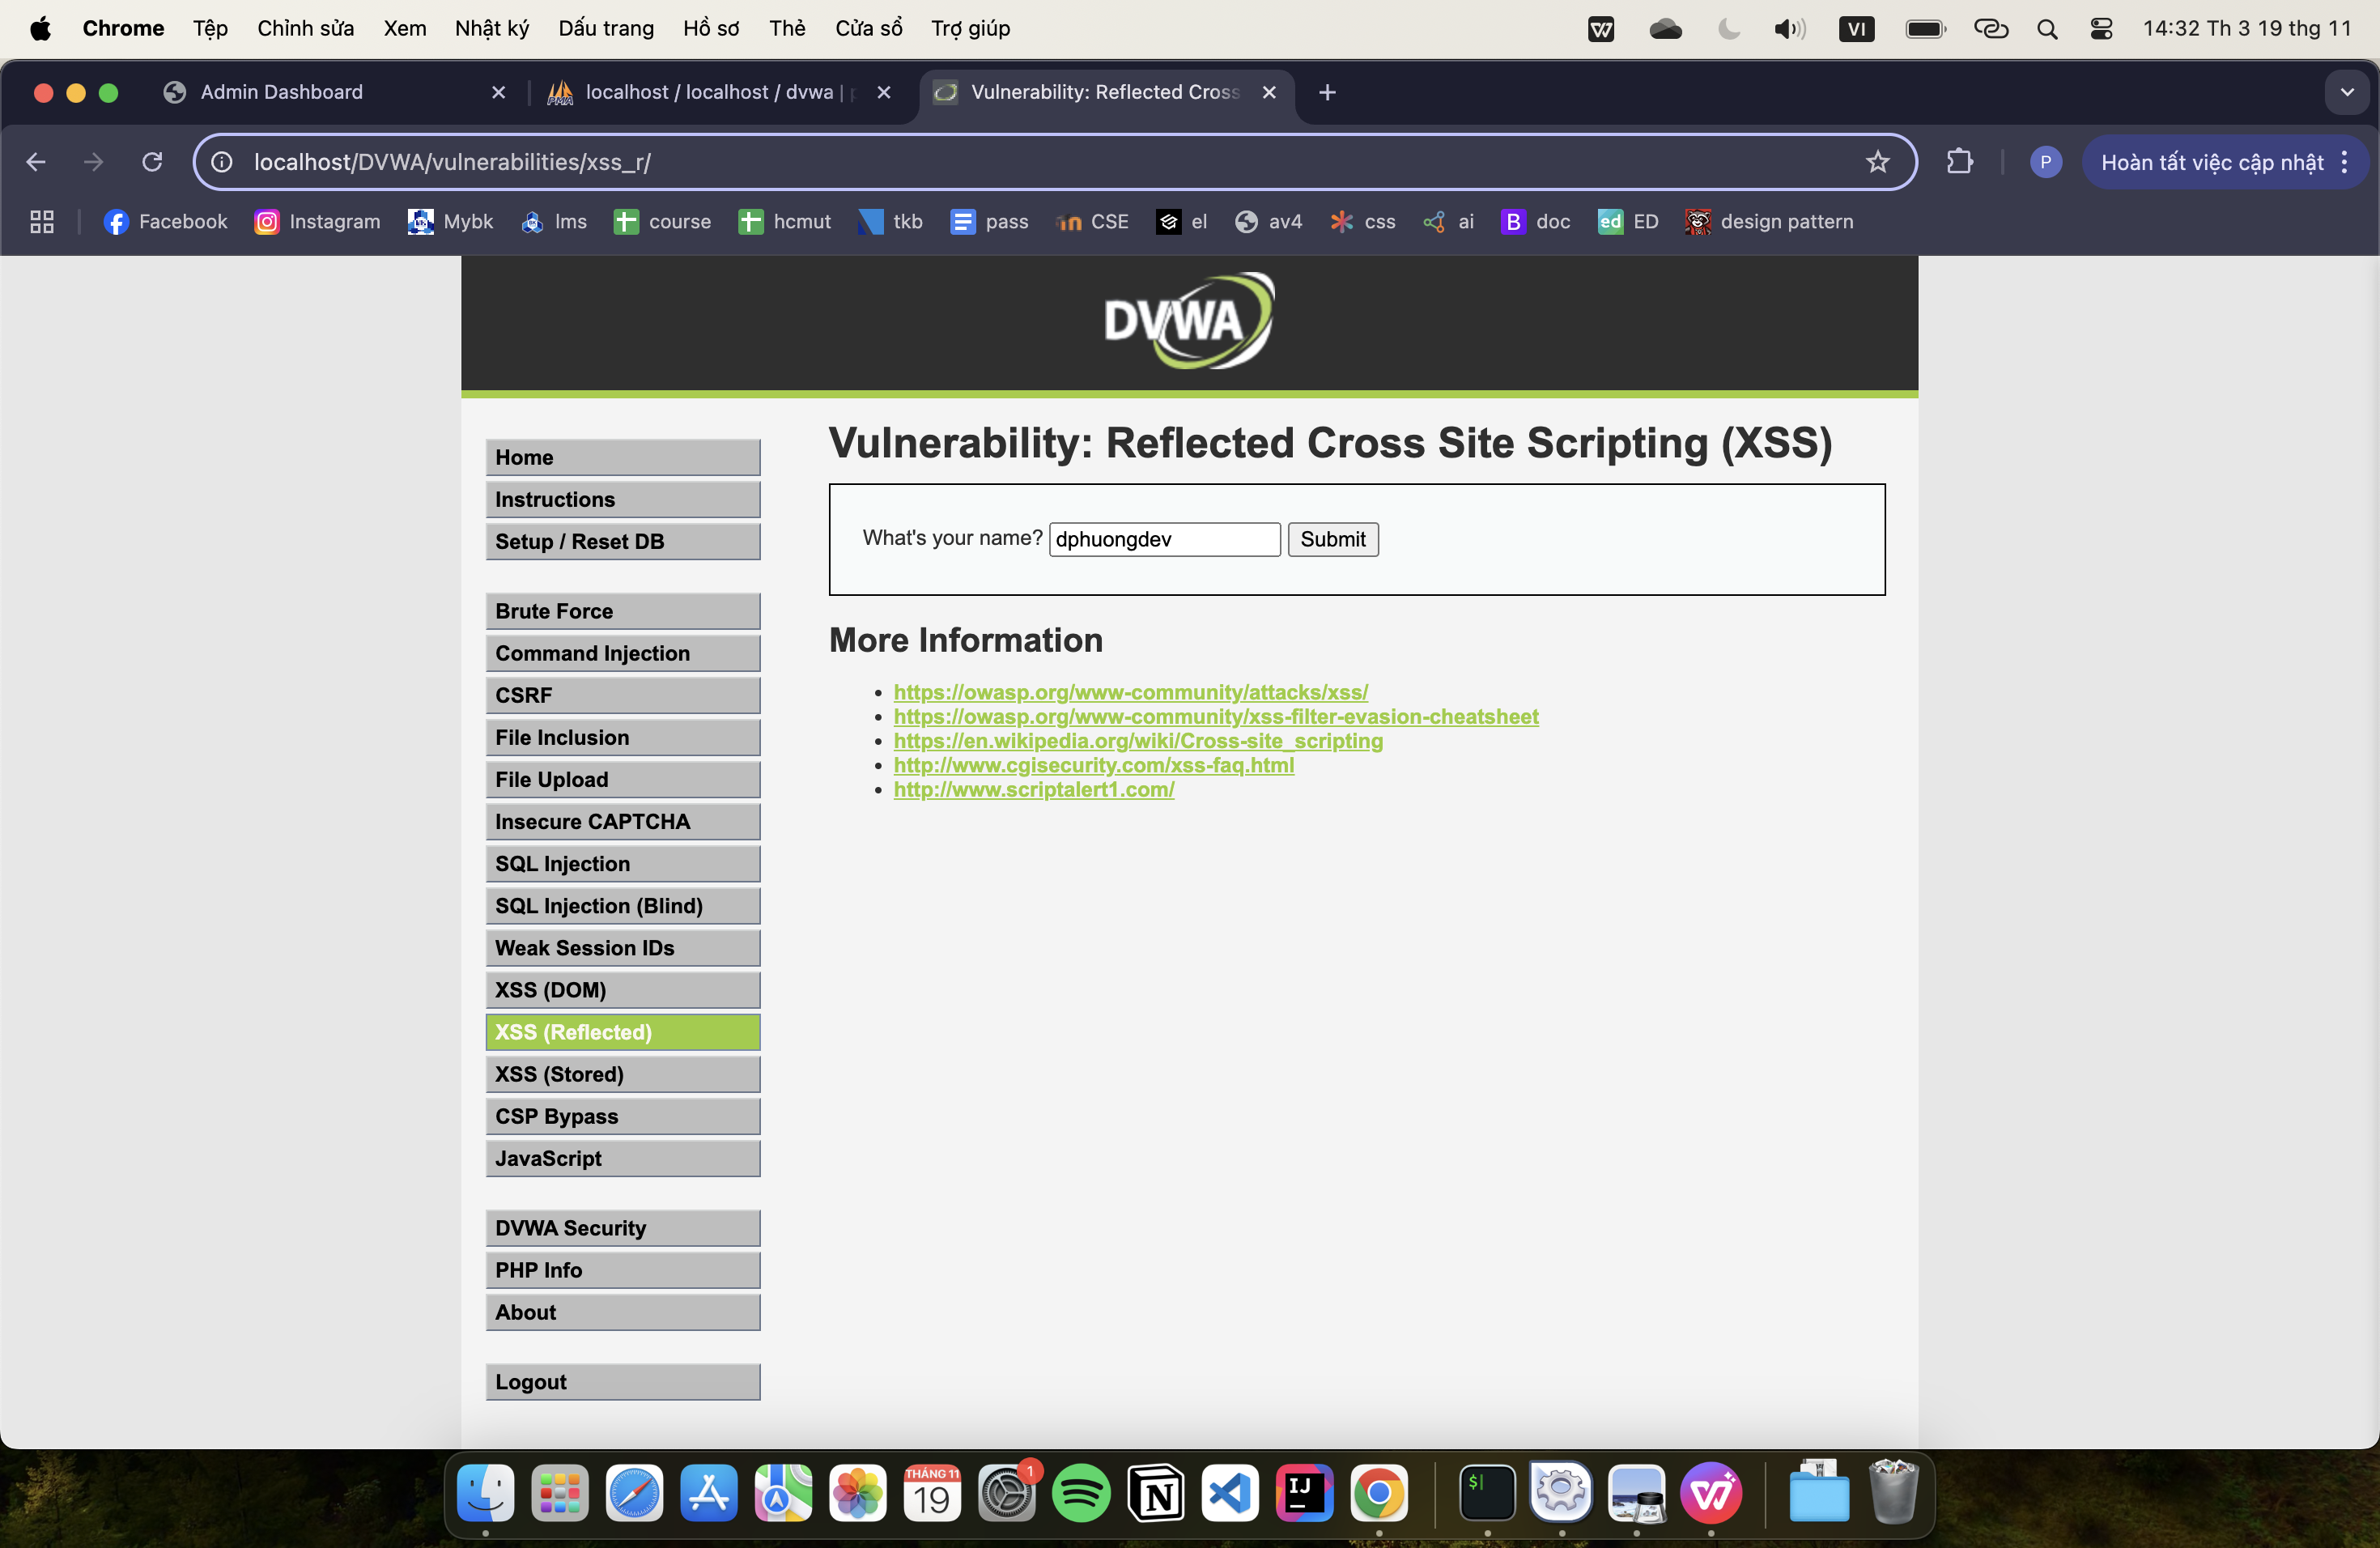 Chrome Tệp Chỉnh sửa Xem Nhật ký Dấu trang Hồ sơ Thẻ Cửa sổ Trợ giúp VI 14:32 Th 3 19 thg 11
Admin Dashboard localhost / localhost / dvwa | Vulnerability: Reflected Cross
localhost/DVWA/vulnerabilities/xss_r/ P Hoàn tất việc cập nhật
Facebook Instagram Mybk lms course hcmut tkb pass CSE el av4 css ai B doc ed ED design pattern
DVWA
Vulnerability: Reflected Cross Site Scripting (XSS)
What's your name? dphuongdev Submit
More Information
• https://owasp.org/www-community/attacks/xss/
• https://owasp.org/www-community/xss-filter-evasion-cheatsheet
• https://en.wikipedia.org/wiki/Cross-site_scripting
• http://www.cgisecurity.com/xss-faq.html
• http://www.scriptalert1.com/
Home
Instructions
Setup / Reset DB
Brute Force
Command Injection
CSRF
File Inclusion
File Upload
Insecure CAPTCHA
SQL Injection
SQL Injection (Blind)
Weak Session IDs
XSS (DOM)
XSS (Reflected)
XSS (Stored)
CSP Bypass
JavaScript
DVWA Security
PHP Info
About
Logout
THÁNG 11
19
1
IJ
$